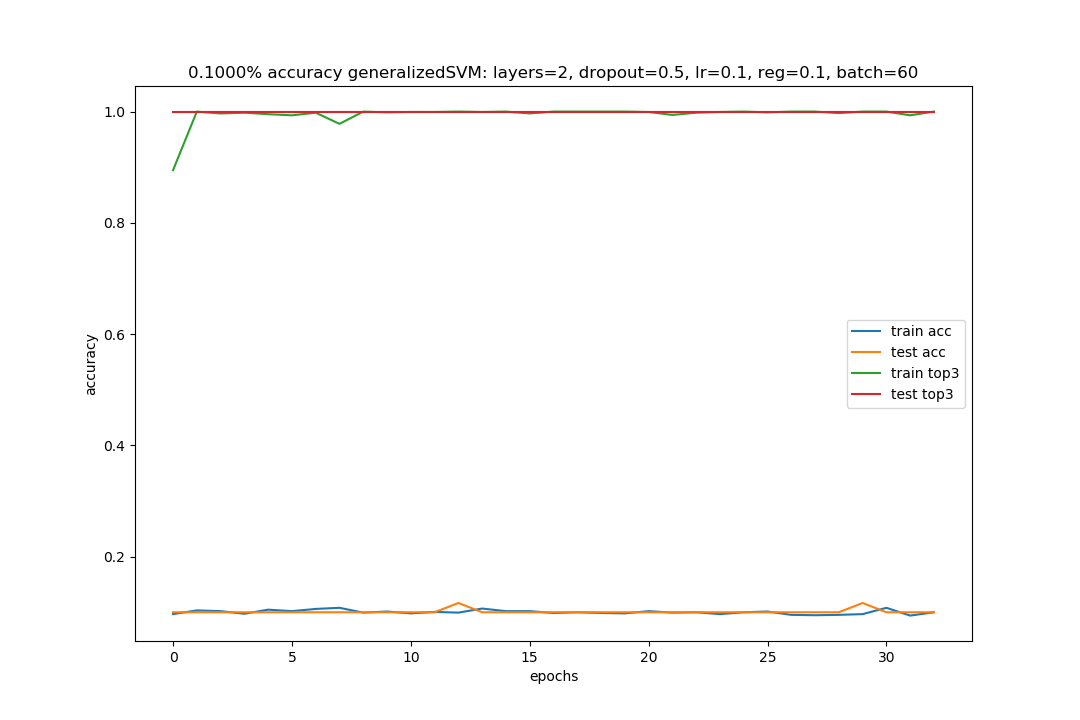 0.1000% accuracy generalizedSVM: layers=2, dropout=0.5, lr=0.1, reg=0.1, batch=60
1.0
0.8
0.6
0.4
0.2
accuracy
train acc
test acc
train top3
test top3
0 5 10 15 20 25 30
epochs